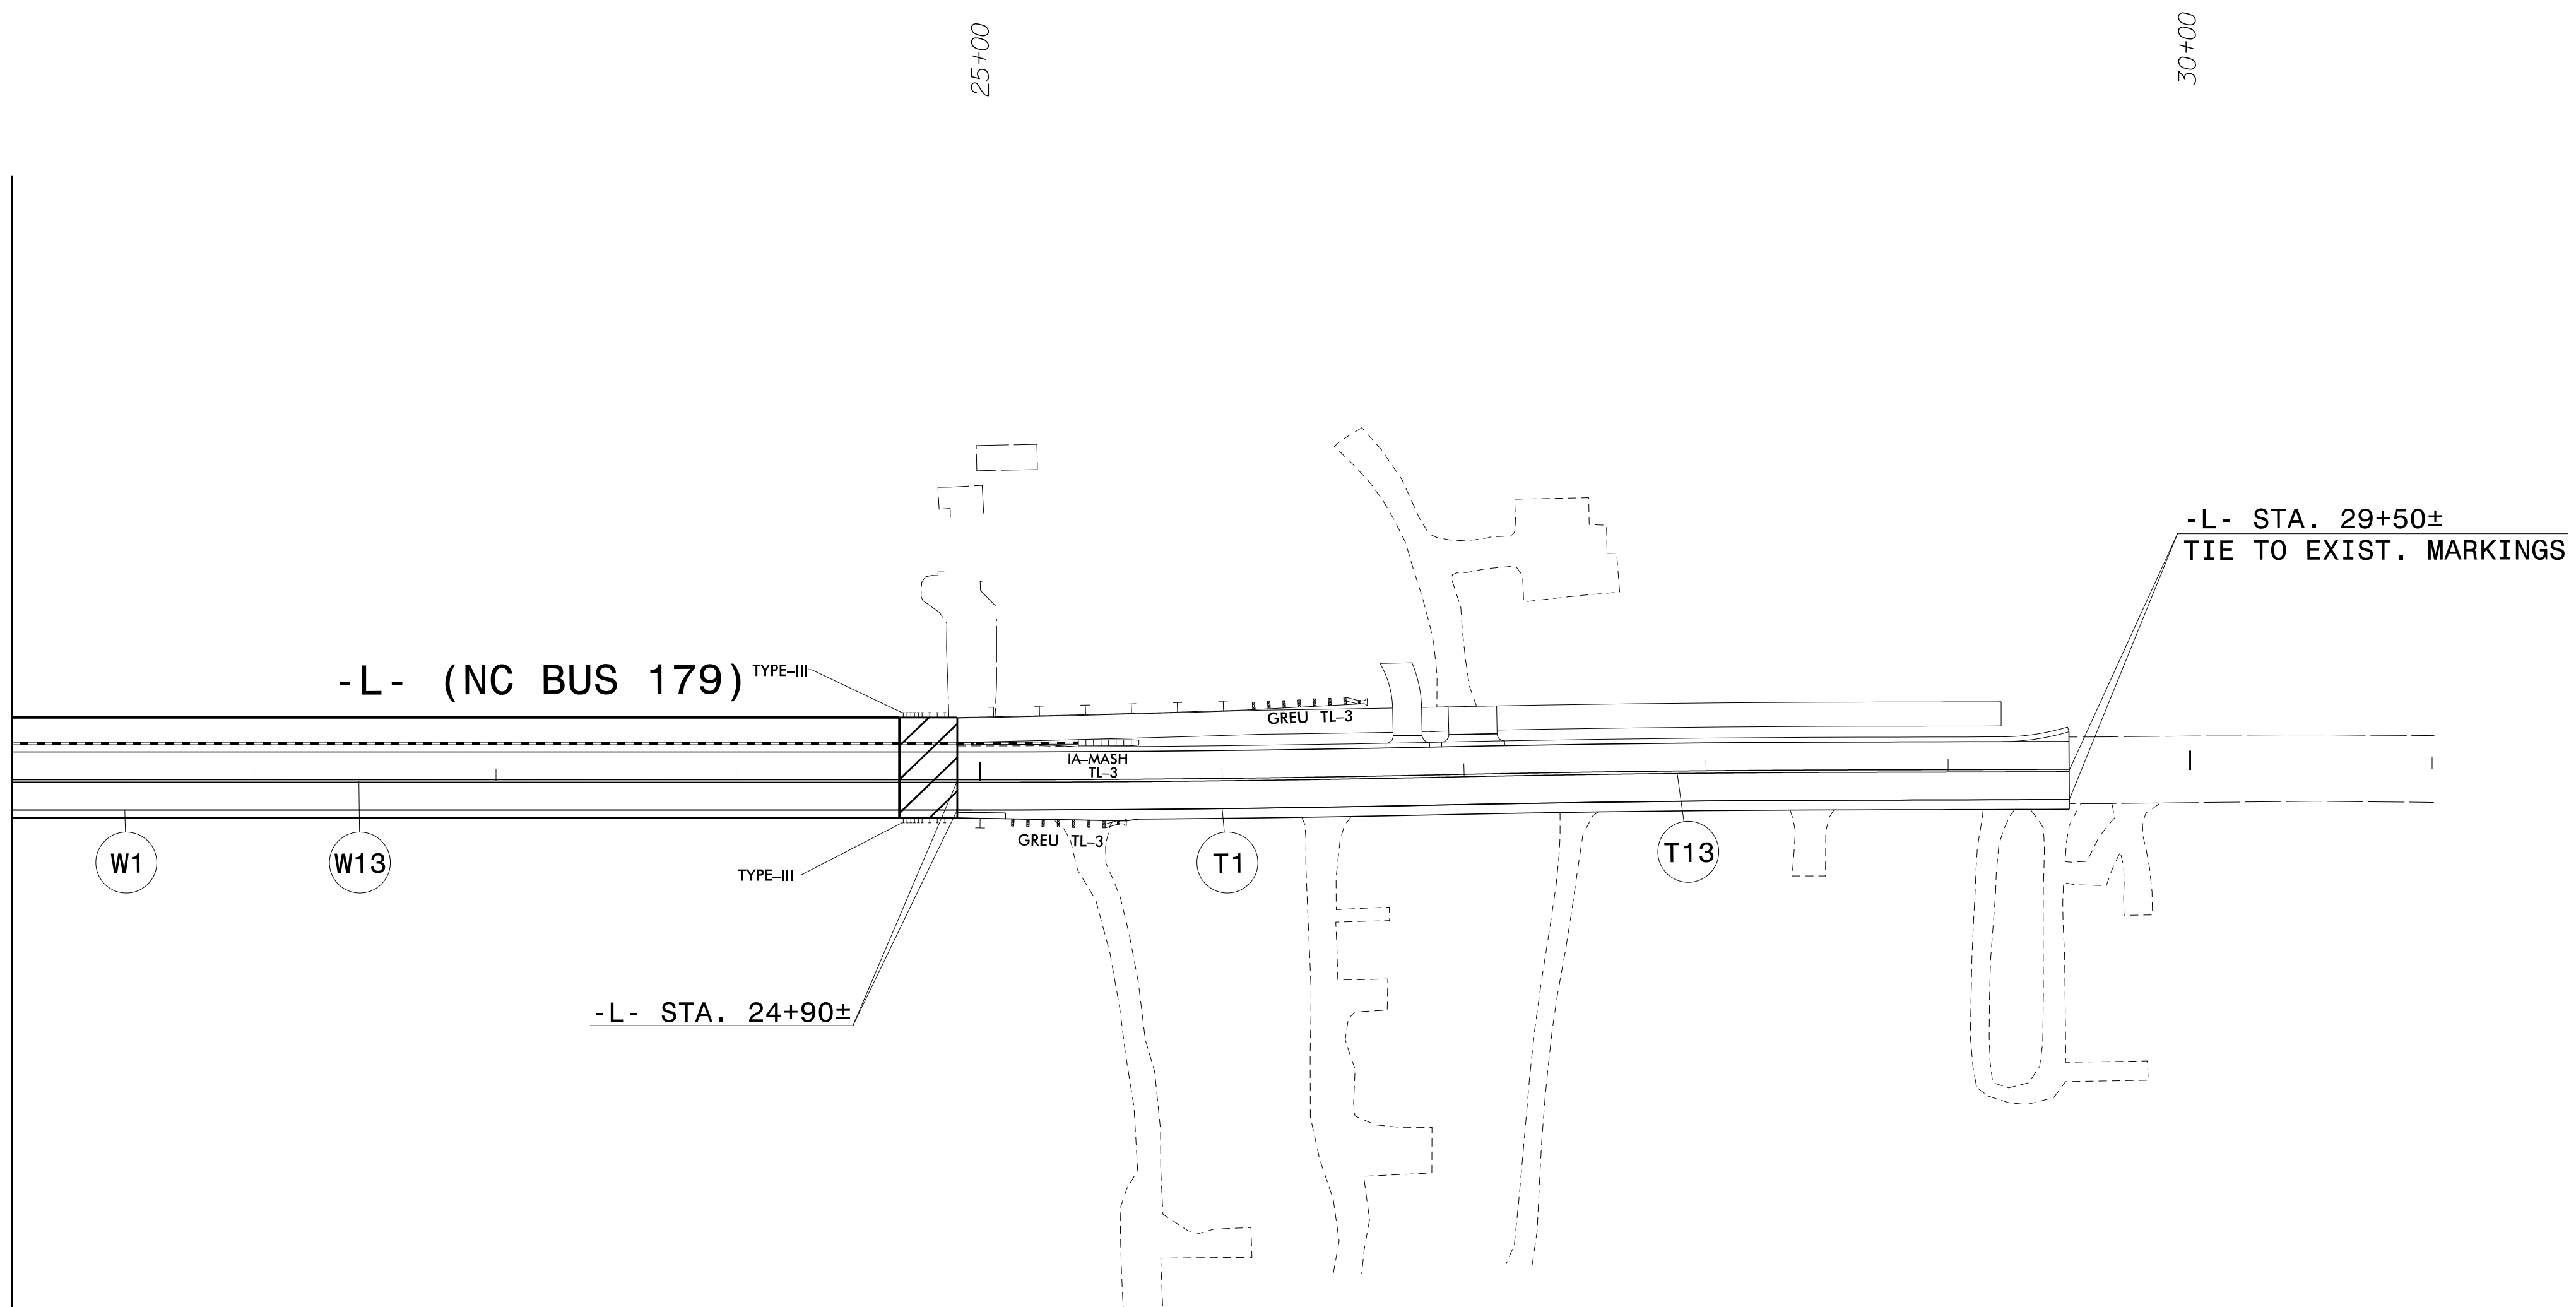 25+00
30+00
-L- STA. 29+50±
TIE TO EXIST. MARKINGS
-L- (NC BUS 179)
TYPE-III
GREU TL-3
IA-MASH
TL-3
GREU TL-3
W1
W13
T1
T13
TYPE-III
-L- STA. 24+90±